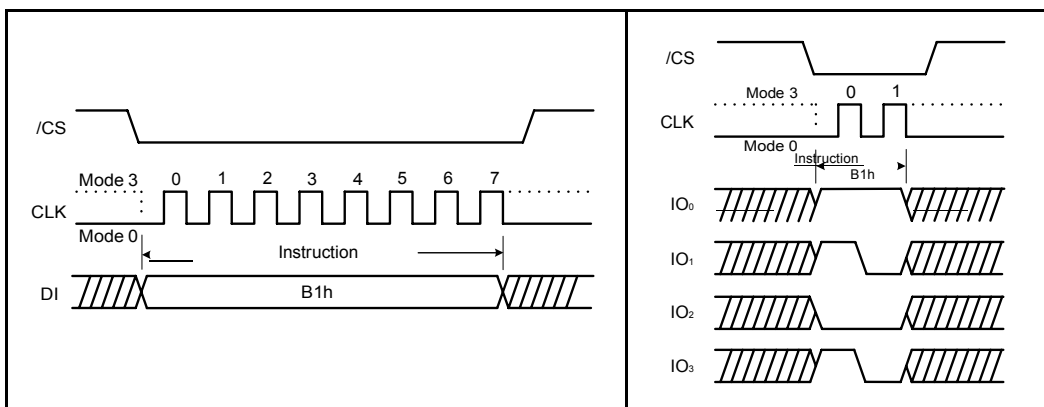 /CS
Mode 3
0 1 2 3 4 5 6 7
CLK
Mode 0
Instruction
DI
B1h
/CS
Mode 3
0 1
CLK
Mode 0
Instruction
B1h
IO₀
IO₁
IO₂
IO₃